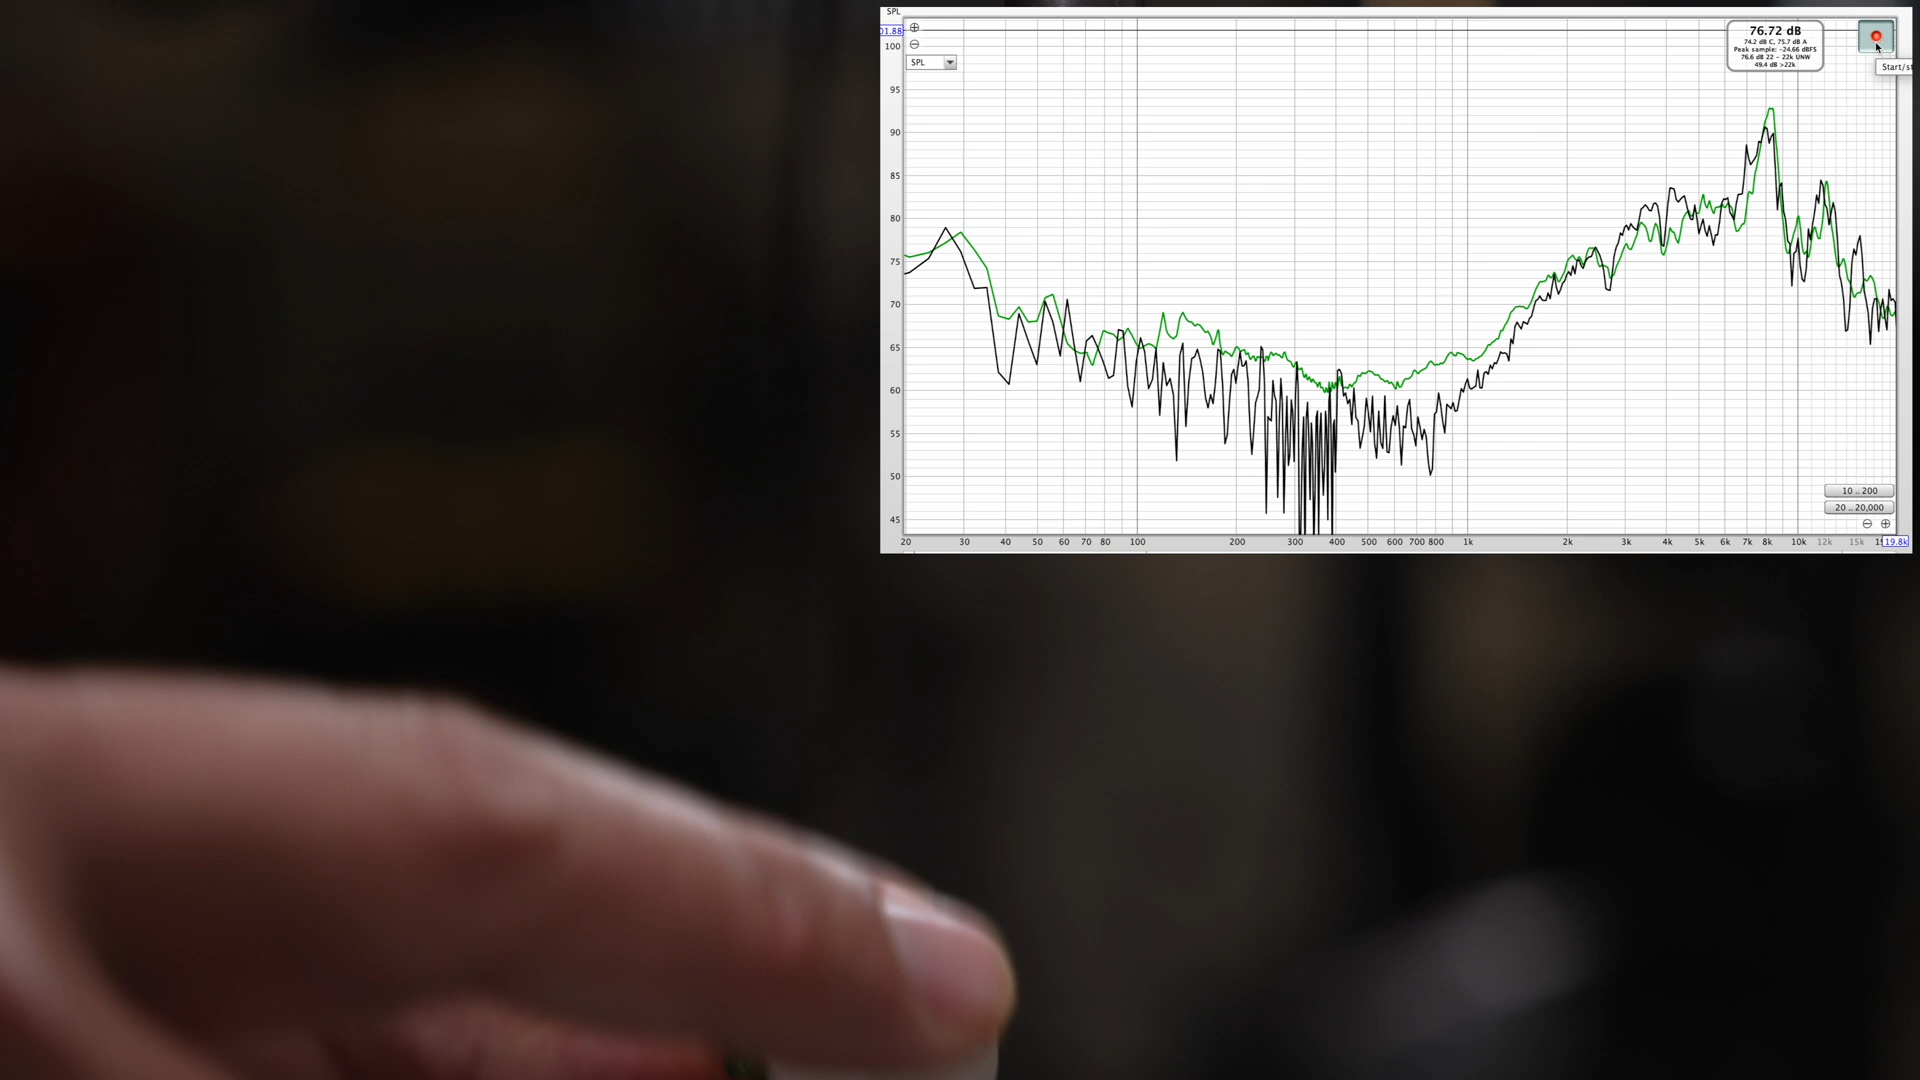 SPL
01.88
100
SPL
95
90
85
80
75
70
65
60
55
50
45
76.72 dB
74.2 dB C, 75.7 dB A
Peak sample: -24.66 dBFS
76.6 dB 22 - 22k UNW
49.4 dB >22k
Start/st
10 .. 200
20 .. 20,000
20 30 40 50 60 70 80 100 200 300 400 500 600 700 800 1k 2k 3k 4k 5k 6k 7k 8k 10k 12k 15k 19.8k